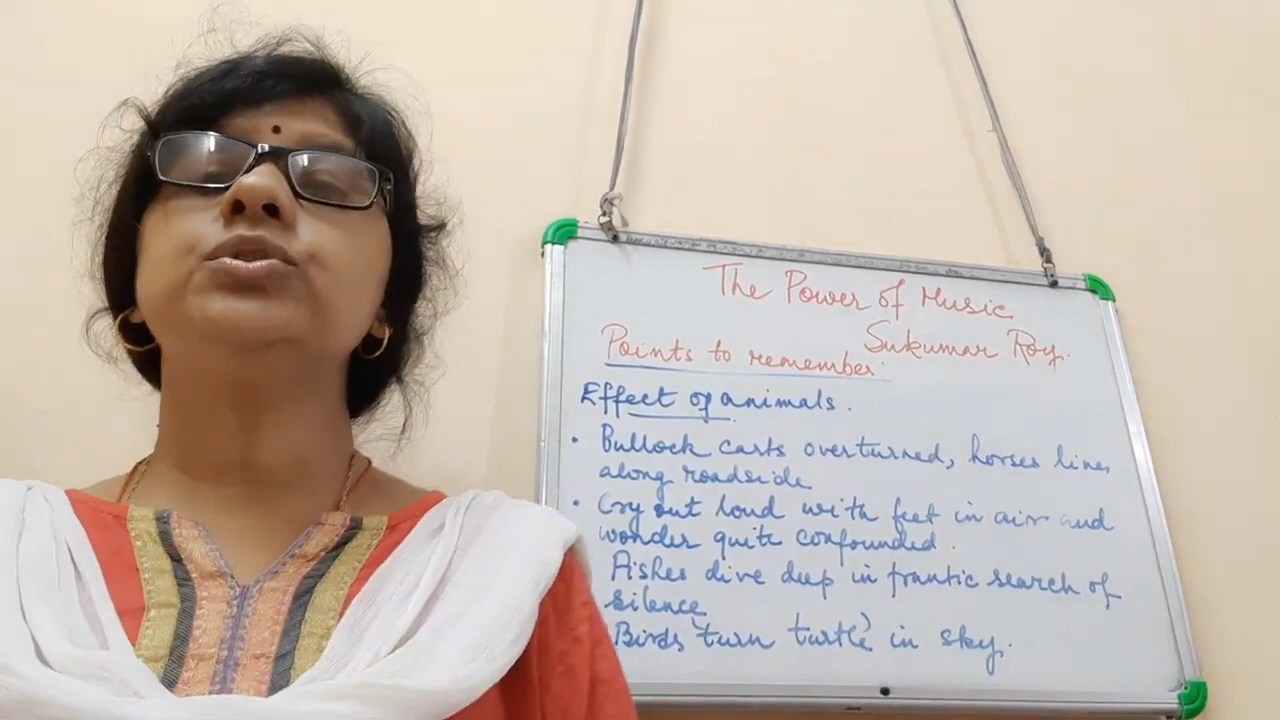 The Power of Music
Sukumar Roy.
Points to remember:
Effect of animals.
• Bullock carts overturned, horses line
along roadside
• Cry out loud with feet in air and
wonder quite confounded.
Fishes dive deep in frantic search of
silence
Birds 'turn turtle' in sky.